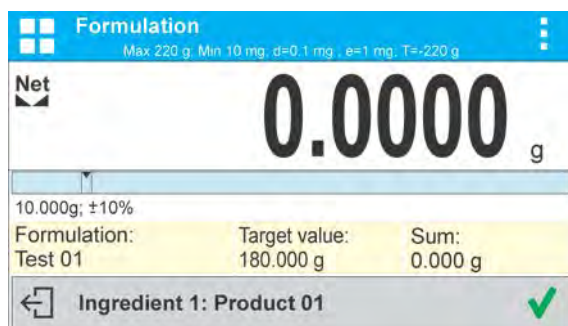 Formulation
Max 220 g; Min 10 mg; d=0.1 mg ; e=1 mg; T=-220 g
Net
0.0000 g
10.000g; ±10%
Formulation: Target value: Sum:
Test 01 180.000 g 0.000 g
Ingredient 1: Product 01